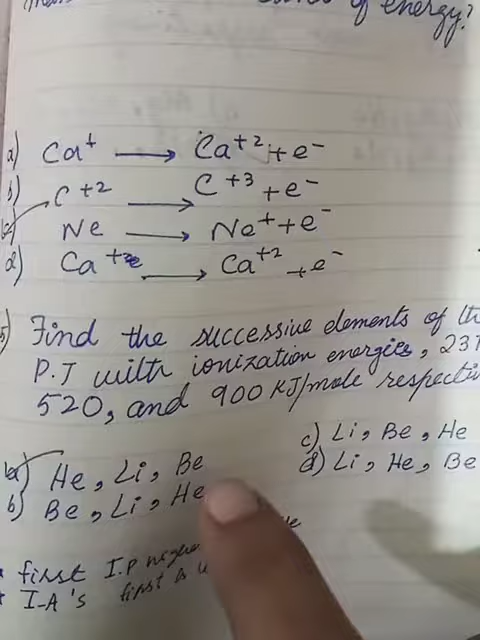 of energy?
a) Ca+ → Ca+2 + e-
b) C+2 → C+3 + e-
c) Ne → Ne+ + e-
d) Ca+2 → Ca+2 + e-
5) Find the successive elements of the
P.T with ionization energies, 237
520, and 900 KJ/mole
a) He, Li, Be
b) Be, Li, He
c) Li, Be, He
d) Li, He, Be
* first I.P
* I-A's first